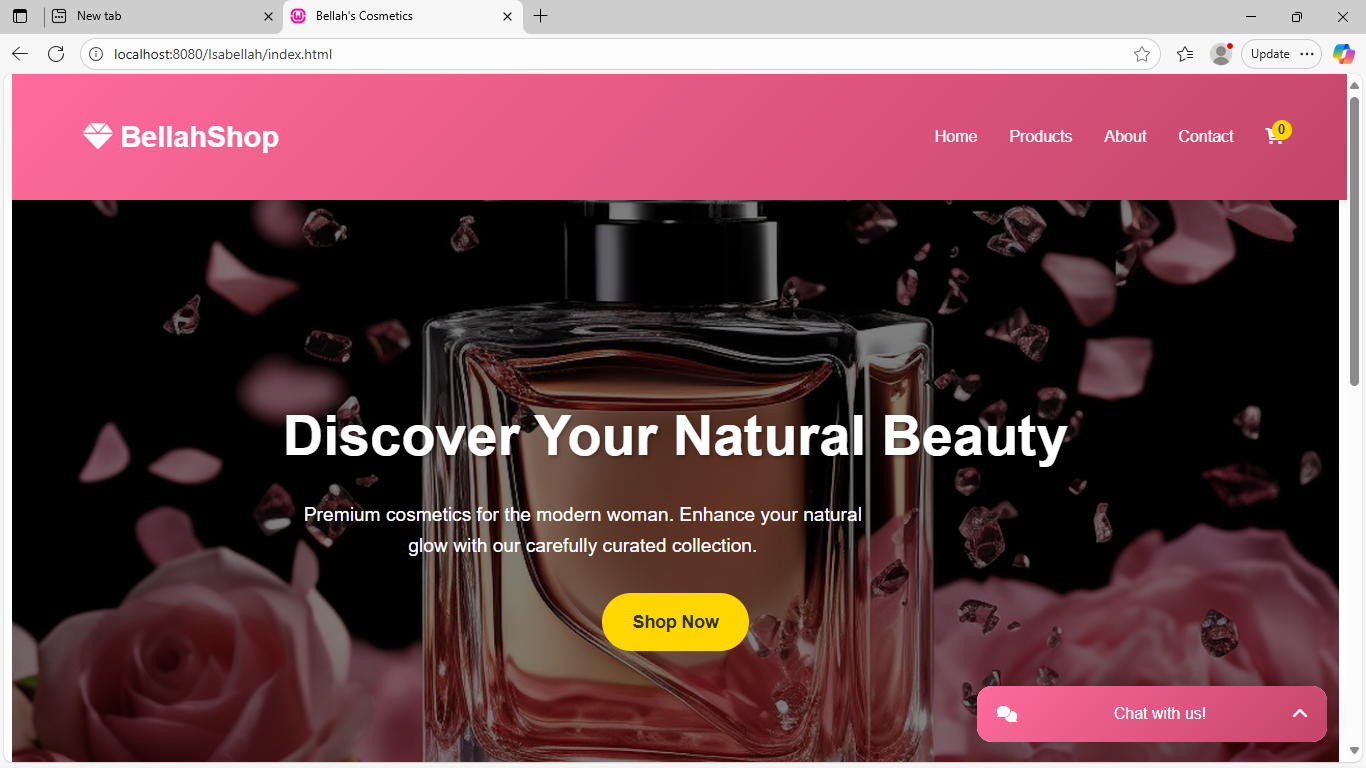 New tab
Bellah's Cosmetics
localhost:8080/Isabellah/index.html
Update
BellahShop
Home
Products
About
Contact
0
Discover Your Natural Beauty
Premium cosmetics for the modern woman. Enhance your natural
glow with our carefully curated collection.
Shop Now
Chat with us!